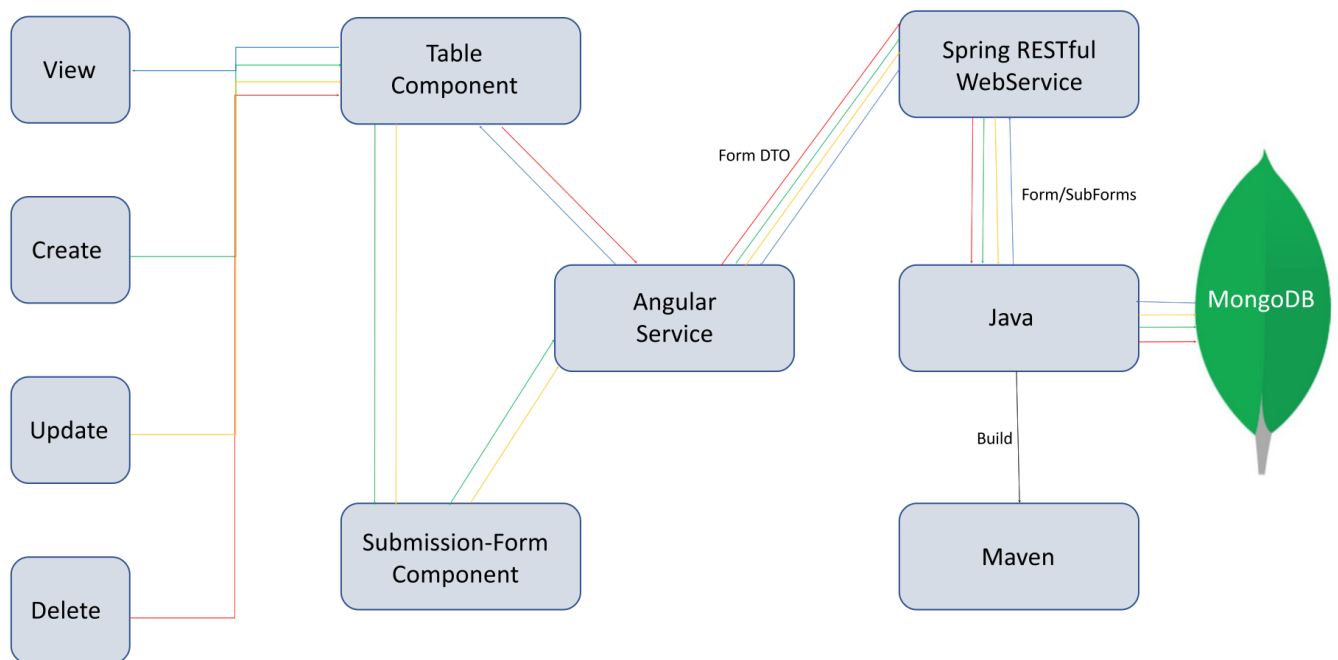 View
Table
Component
Spring RESTful
WebService
Form DTO
Form/SubForms
Create
Angular
Service
Java
MongoDB
Update
Build
Submission-Form
Component
Maven
Delete